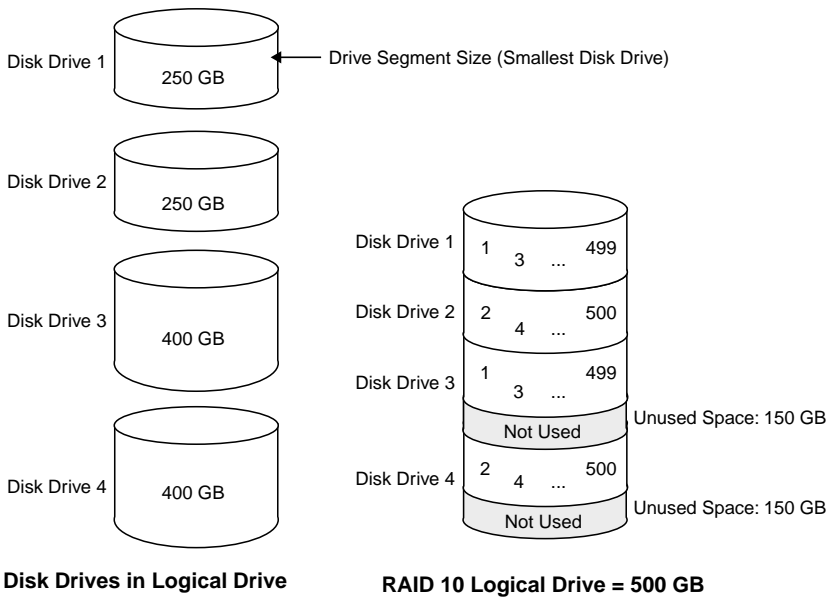 Disk Drive 1
250 GB
Drive Segment Size (Smallest Disk Drive)
Disk Drive 2
250 GB
Disk Drive 3
400 GB
Disk Drive 4
400 GB
Disk Drives in Logical Drive
Disk Drive 1
1 3 ... 499
Disk Drive 2
2 4 ... 500
Disk Drive 3
1 3 ... 499
Not Used
Unused Space: 150 GB
Disk Drive 4
2 4 ... 500
Not Used
Unused Space: 150 GB
RAID 10 Logical Drive = 500 GB